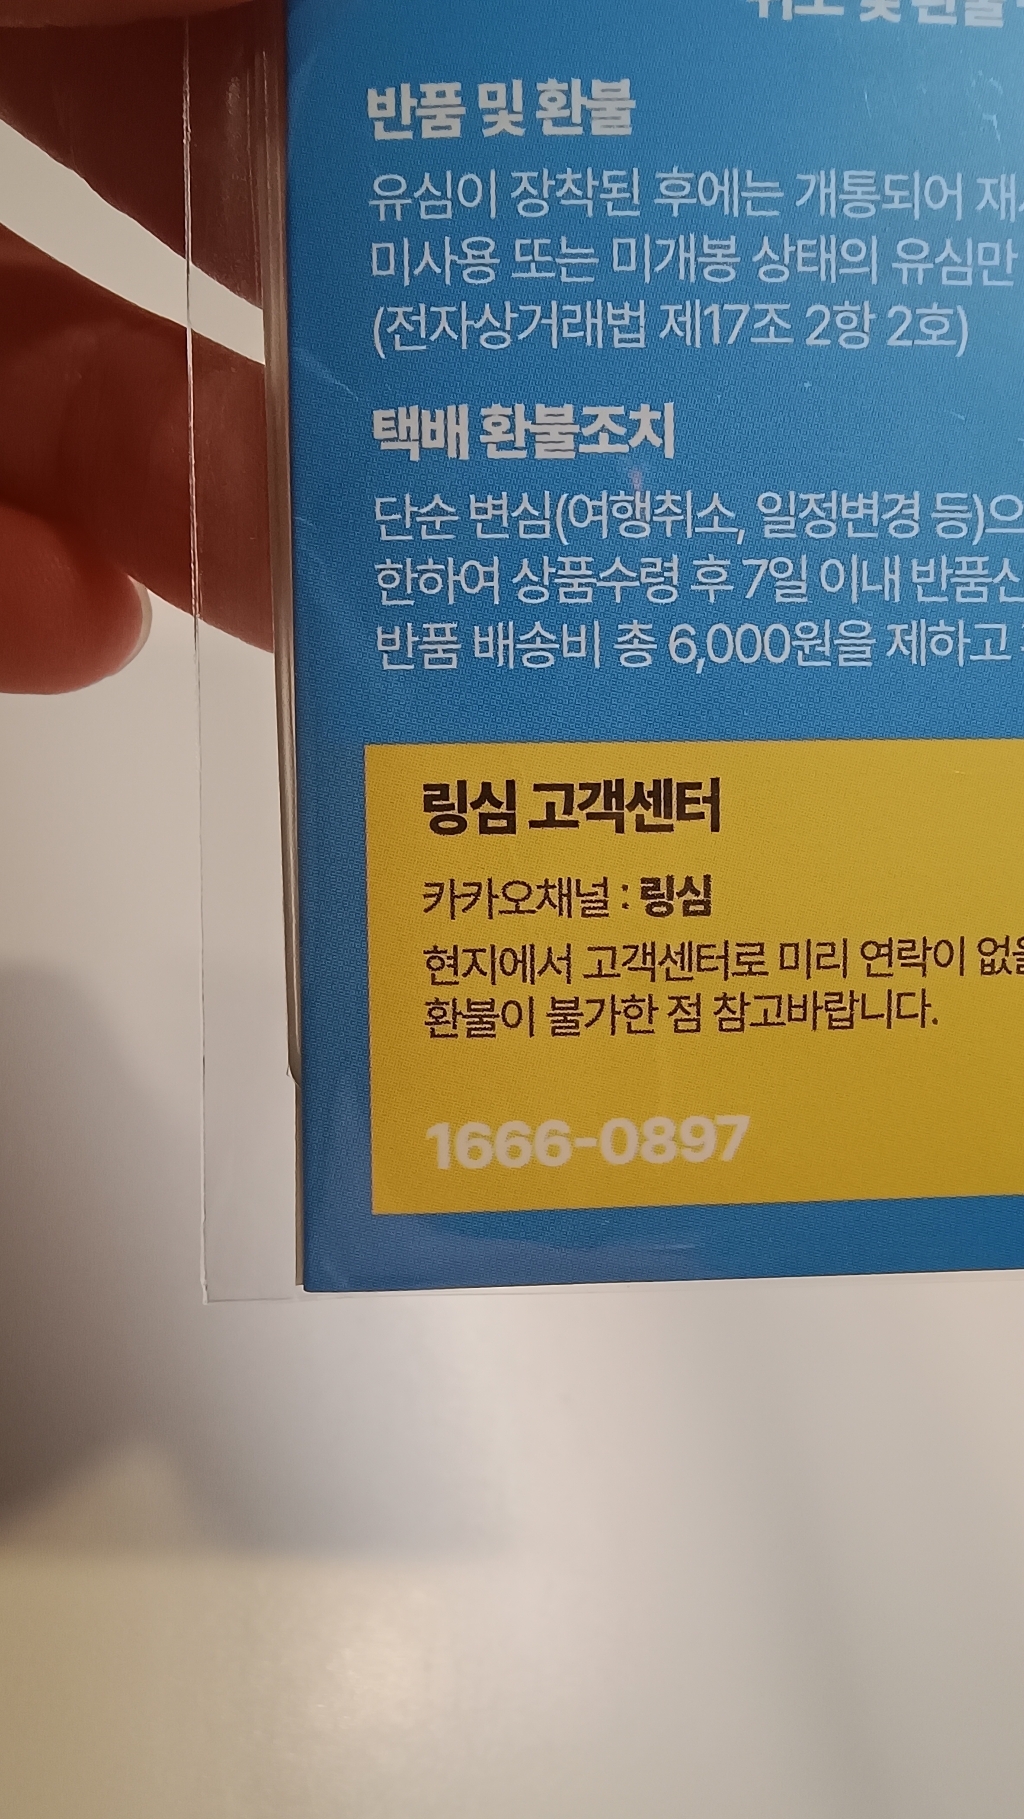 반품 및 환불
유심이 장착된 후에는 개통되어
미사용 또는 미개봉 상태의 유심만
(전자상거래법 제17조 2항 2호)
택배 환불조치
단순 변심(여행취소, 일정변경 등)으
한하여 상품수령 후 7일 이내
반품 배송비 총 6,000원을 제하고
링심 고객센터
카카오채널 : 링심
현지에서 고객센터로 미리 연락이
환불이 불가한 점 참고바랍니다.
1666-0897